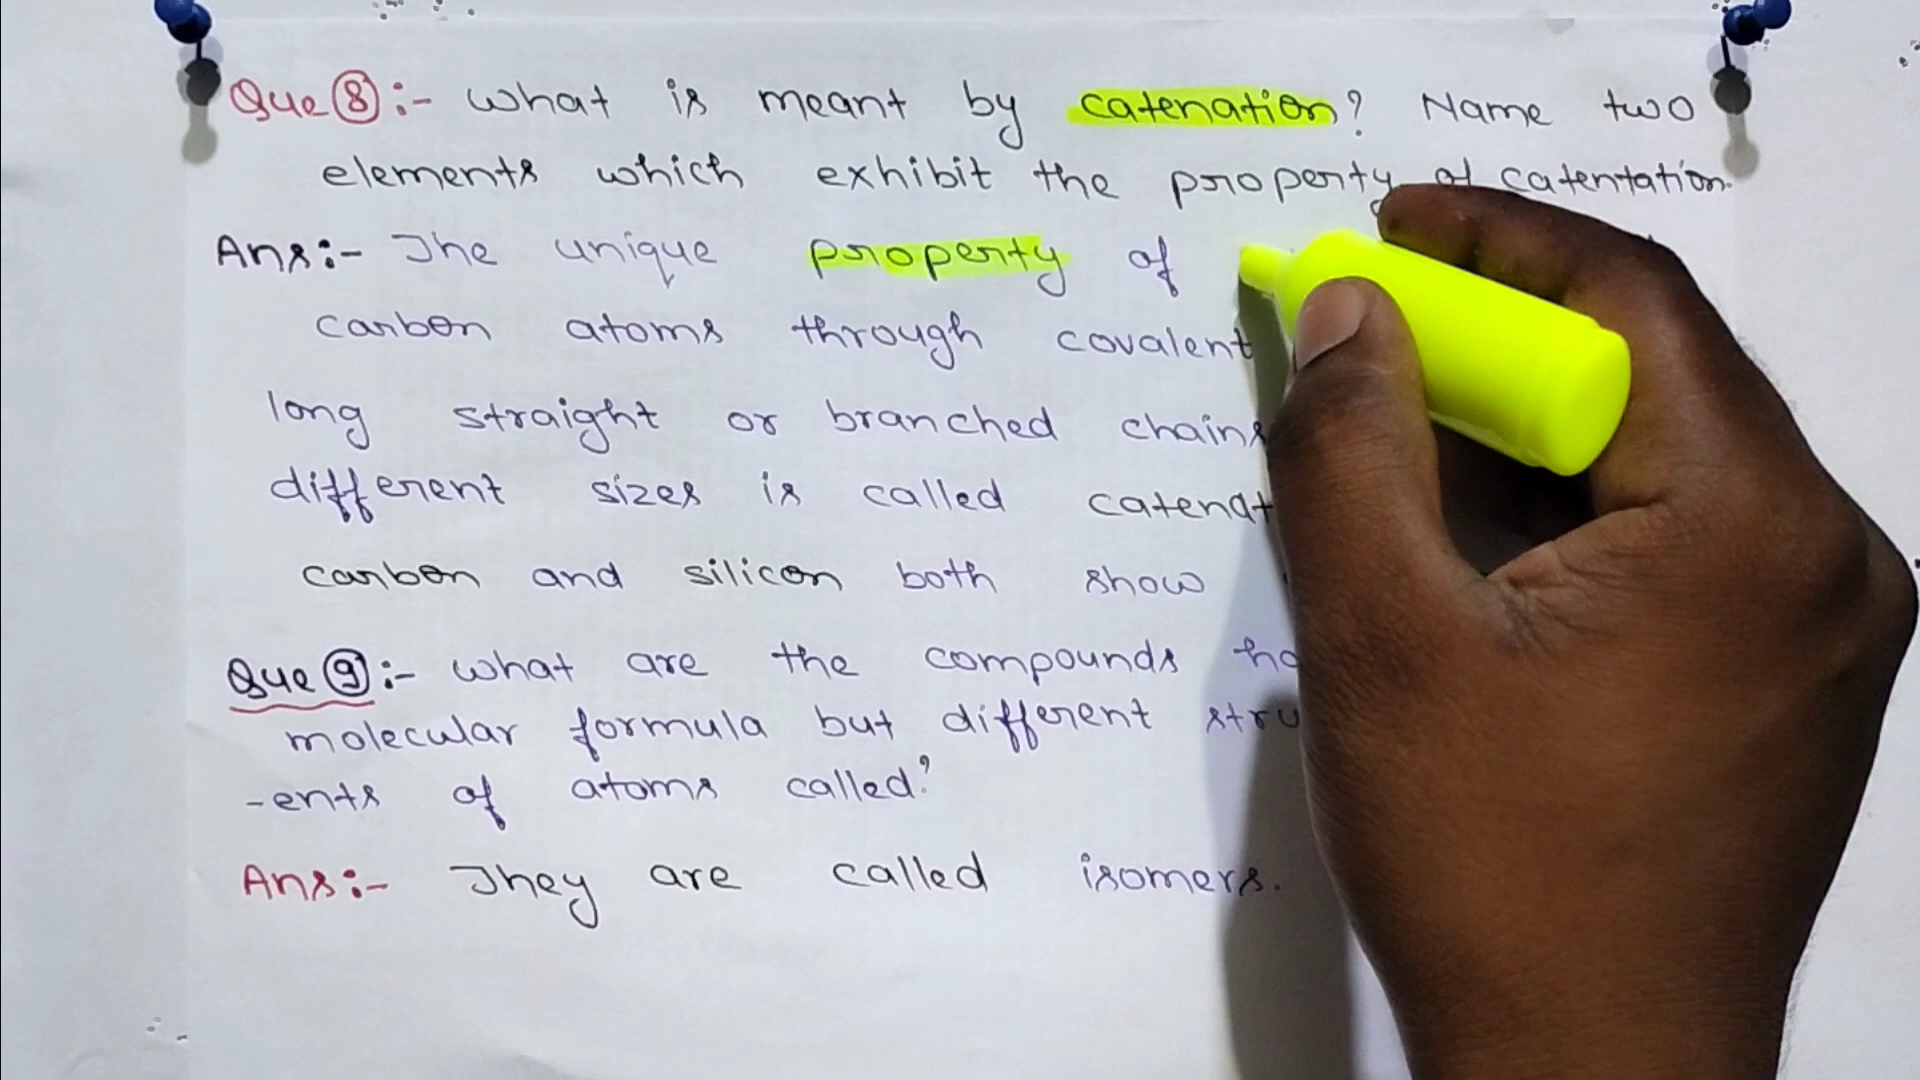 Que 8 :- What is meant by catenation? Name two
elements which exhibit the property of catentation.
Ans:- The unique property of
carbon atoms through covalent
long straight or branched chains
different sizes is called
carbon and silicon both show
Que 9 :- What are the compounds
molecular formula but different
-ents of atoms called?
Ans:- They are called isomers.